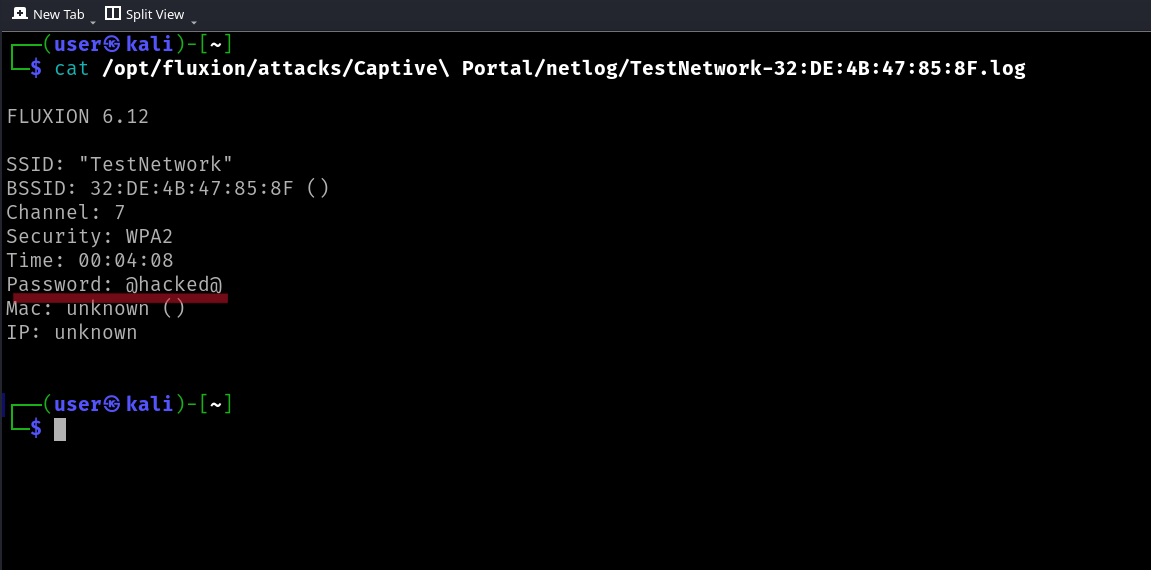 New Tab Split View
┌──(user㉿kali)-[~]
└─$ cat /opt/fluxion/attacks/Captive\ Portal/netlog/TestNetwork-32:DE:4B:47:85:8F.log
FLUXION 6.12
SSID: "TestNetwork"
BSSID: 32:DE:4B:47:85:8F ()
Channel: 7
Security: WPA2
Time: 00:04:08
Password: @hacked@
Mac: unknown ()
IP: unknown
┌──(user㉿kali)-[~]
└─$